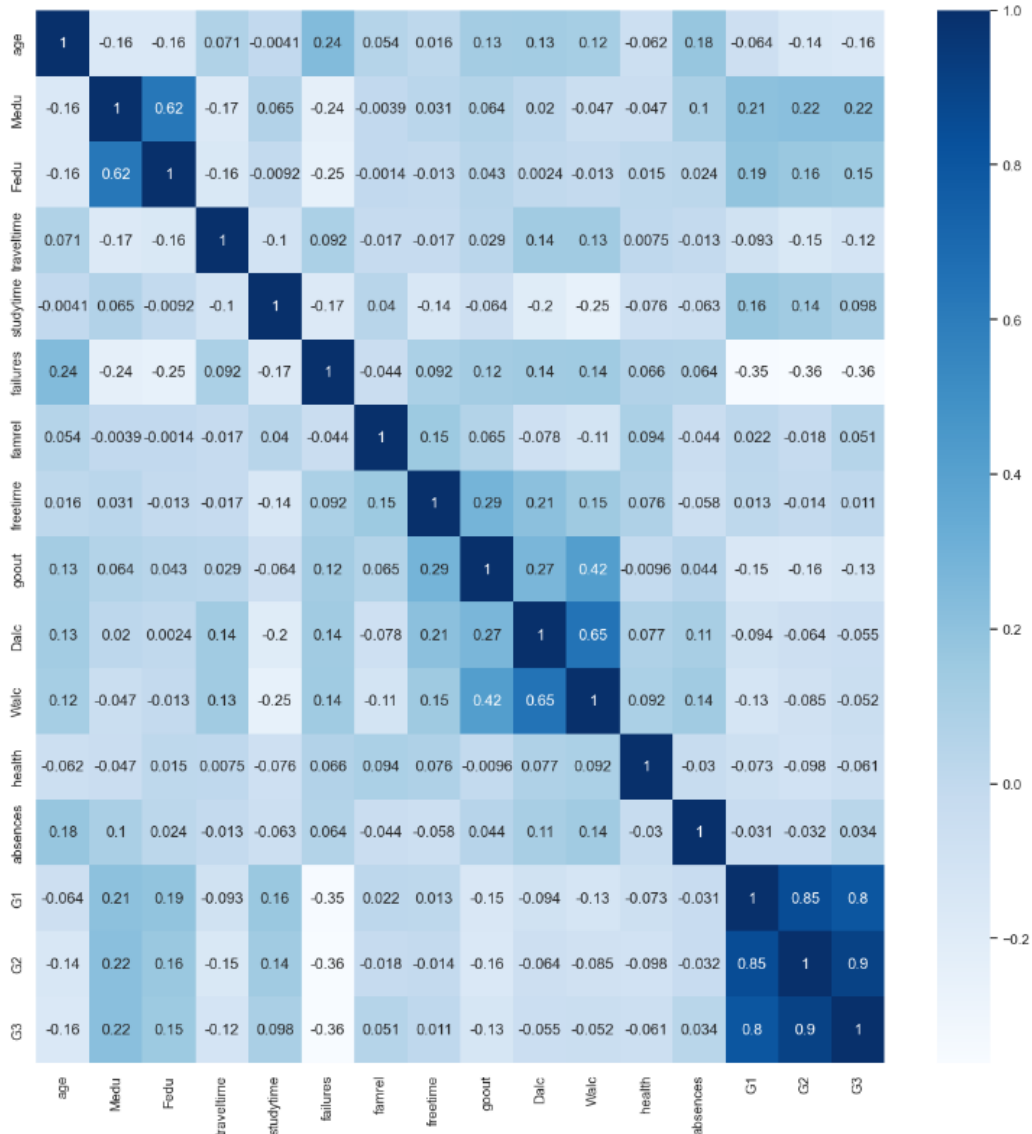 age 1 -0.16 -0.16 0.071 -0.0041 0.24 0.054 0.016 0.13 0.13 0.12 -0.062 0.18 -0.064 -0.14 -0.16
Medu -0.16 1 0.62 -0.17 0.065 -0.24 -0.0039 0.031 0.064 0.02 -0.047 -0.047 0.1 0.21 0.22 0.22
Fedu -0.16 0.62 1 -0.16 -0.0092 -0.25 -0.0014 -0.013 0.043 0.0024 -0.013 0.015 0.024 0.19 0.16 0.15
traveltime 0.071 -0.17 -0.16 1 -0.1 0.092 -0.017 -0.017 0.029 0.14 0.13 0.0075 -0.013 -0.093 -0.15 -0.12
studytime -0.0041 0.065 -0.0092 -0.1 1 -0.17 0.04 -0.14 -0.064 -0.2 -0.25 -0.076 -0.063 0.16 0.14 0.098
failures 0.24 -0.24 -0.25 0.092 -0.17 1 -0.044 0.092 0.12 0.14 0.14 0.066 0.064 -0.35 -0.36 -0.36
famrel 0.054 -0.0039 -0.0014 -0.017 0.04 -0.044 1 0.15 0.065 -0.078 -0.11 0.094 -0.044 0.022 -0.018 0.051
freetime 0.016 0.031 -0.013 -0.017 -0.14 0.092 0.15 1 0.29 0.21 0.15 0.076 -0.058 0.013 -0.014 0.011
goout 0.13 0.064 0.043 0.029 -0.064 0.12 0.065 0.29 1 0.27 0.42 -0.0096 0.044 -0.15 -0.16 -0.13
Dalc 0.13 0.02 0.0024 0.14 -0.2 0.14 -0.078 0.21 0.27 1 0.65 0.077 0.11 -0.094 -0.064 -0.055
Walc 0.12 -0.047 -0.013 0.13 -0.25 0.14 -0.11 0.15 0.42 0.65 1 0.092 0.14 -0.13 -0.085 -0.052
health -0.062 -0.047 0.015 0.0075 -0.076 0.066 0.094 0.076 -0.0096 0.077 0.092 1 -0.03 -0.073 -0.098 -0.061
absences 0.18 0.1 0.024 -0.013 -0.063 0.064 -0.044 -0.058 0.044 0.11 0.14 -0.03 1 -0.031 -0.032 0.034
G1 -0.064 0.21 0.19 -0.093 0.16 -0.35 0.022 0.013 -0.15 -0.094 -0.13 -0.073 -0.031 1 0.85 0.8
G2 -0.14 0.22 0.16 -0.15 0.14 -0.36 -0.018 -0.014 -0.16 -0.064 -0.085 -0.098 -0.032 0.85 1 0.9
G3 -0.16 0.22 0.15 -0.12 0.098 -0.36 0.051 0.011 -0.13 -0.055 -0.052 -0.061 0.034 0.8 0.9 1
age Medu Fedu traveltime studytime failures famrel freetime goout Dalc Walc health absences G1 G2 G3
1.0
0.8
0.6
0.4
0.2
0.0
-0.2